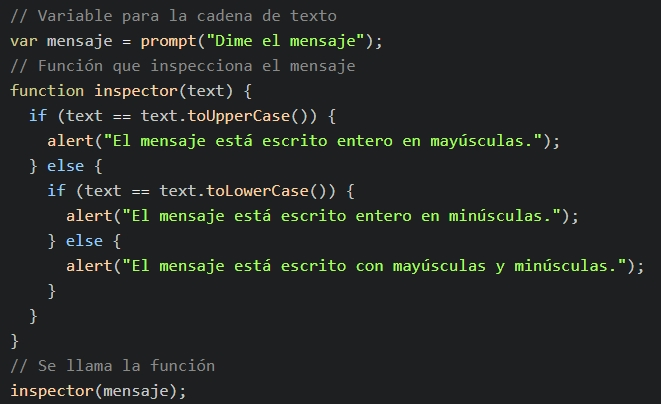 // Variable para la cadena de texto
var mensaje = prompt("Dime el mensaje");
// Función que inspecciona el mensaje
function inspector(text) {
  if (text == text.toUpperCase()) {
    alert("El mensaje está escrito entero en mayúsculas.");
  } else {
    if (text == text.toLowerCase()) {
      alert("El mensaje está escrito entero en minúsculas.");
    } else {
      alert("El mensaje está escrito con mayúsculas y minúsculas.");
    }
  }
}
// Se llama la función
inspector(mensaje);